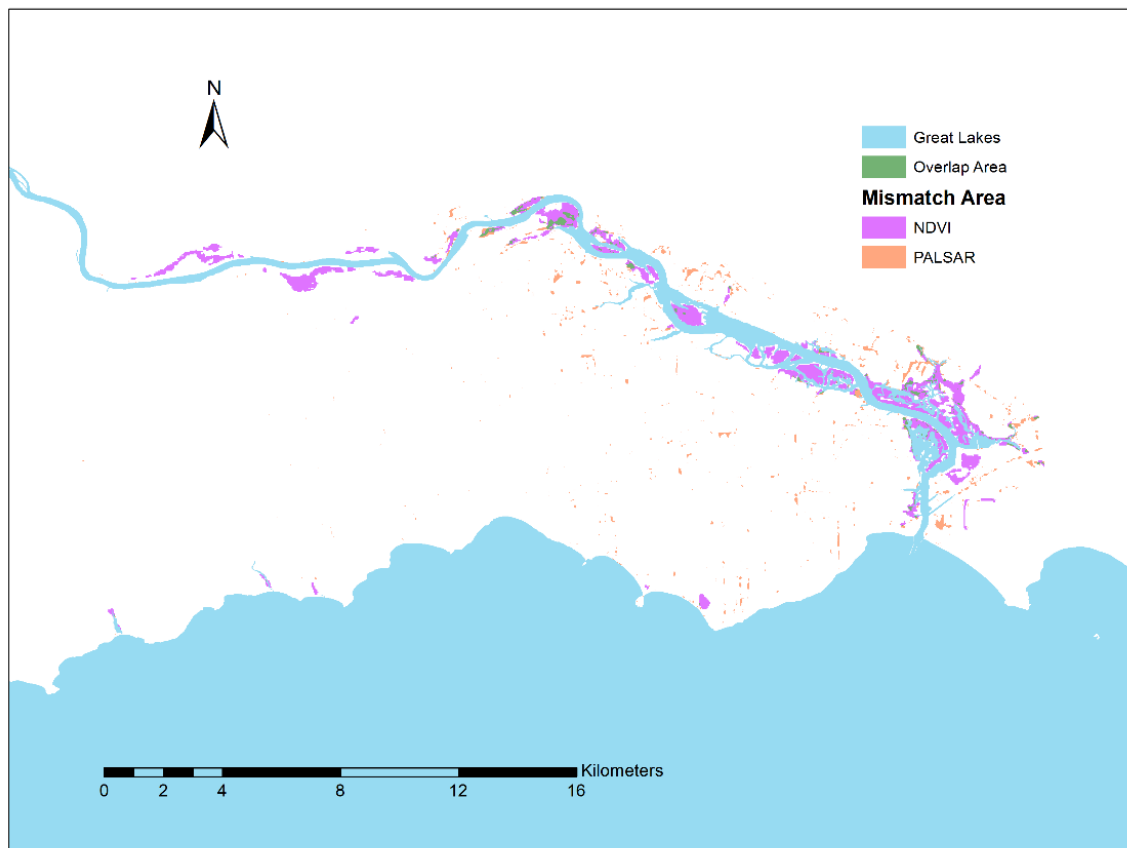 N
Great Lakes
Overlap Area
Mismatch Area
NDVI
PALSAR
Kilometers
0 2 4 8 12 16